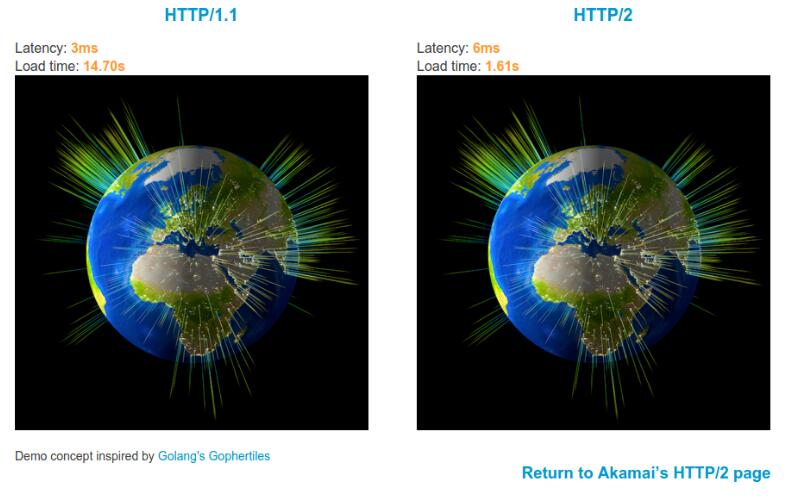 HTTP/1.1
Latency: 3ms
Load time: 14.70s
HTTP/2
Latency: 6ms
Load time: 1.61s
Demo concept inspired by Golang's Gophertiles
Return to Akamai's HTTP/2 page